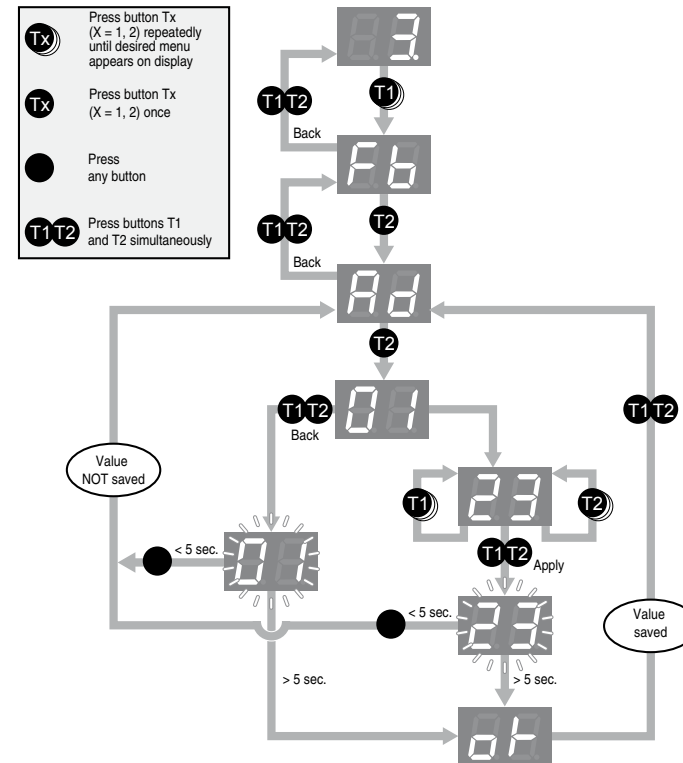 Tx
Press button Tx
(X = 1, 2) repeatedly
until desired menu
appears on display
Tx
Press button Tx
(X = 1, 2) once
Press
any button
T1 T2
Press buttons T1
and T2 simultaneously
3
T1 T2
T1
Back
Fb
T1 T2
T2
Back
Ad
T2
T1 T2
01
T1 T2
Back
Value
NOT saved
23
T1
T2
T1 T2
Apply
01
< 5 sec.
23
< 5 sec.
Value
saved
> 5 sec.
> 5 sec.
ok